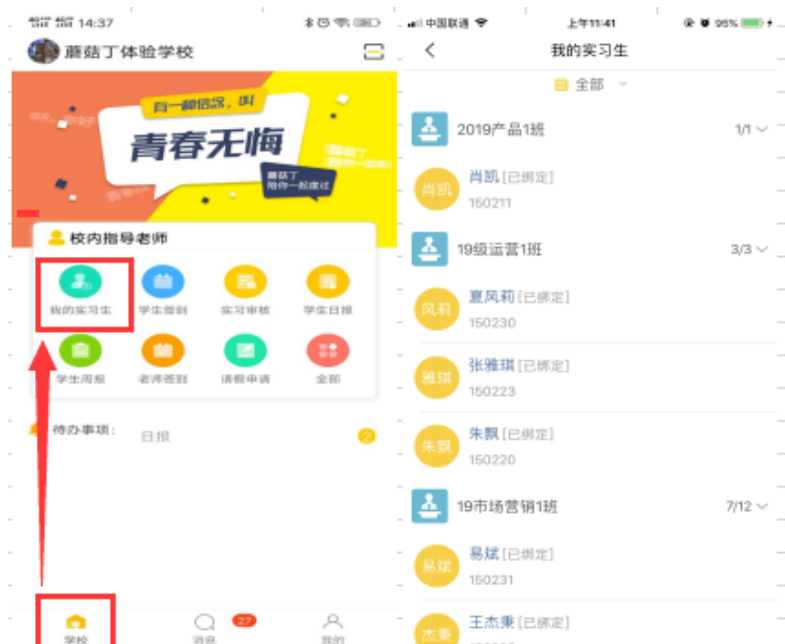 14:37
蘑菇丁体验学校
有一种信念，叫
青春无悔
蘑菇丁
陪你一起度过
校内指导老师
我的实习生
学生签到
实习审核
学生日报
学生周报
老师签到
请假申请
全部
待办事项：
日报
2
学校
消息
27
我的
中国联通
上午11:41
95%
我的实习生
全部
2019产品1班
1/1
肖凯
肖凯[已绑定]
150211
19级运营1班
3/3
风莉
夏风莉[已绑定]
150230
雅琪
张雅琪[已绑定]
150223
朱飘
朱飘[已绑定]
150220
19市场营销1班
7/12
易斌
易斌[已绑定]
150231
杰秉
王杰秉[已绑定]